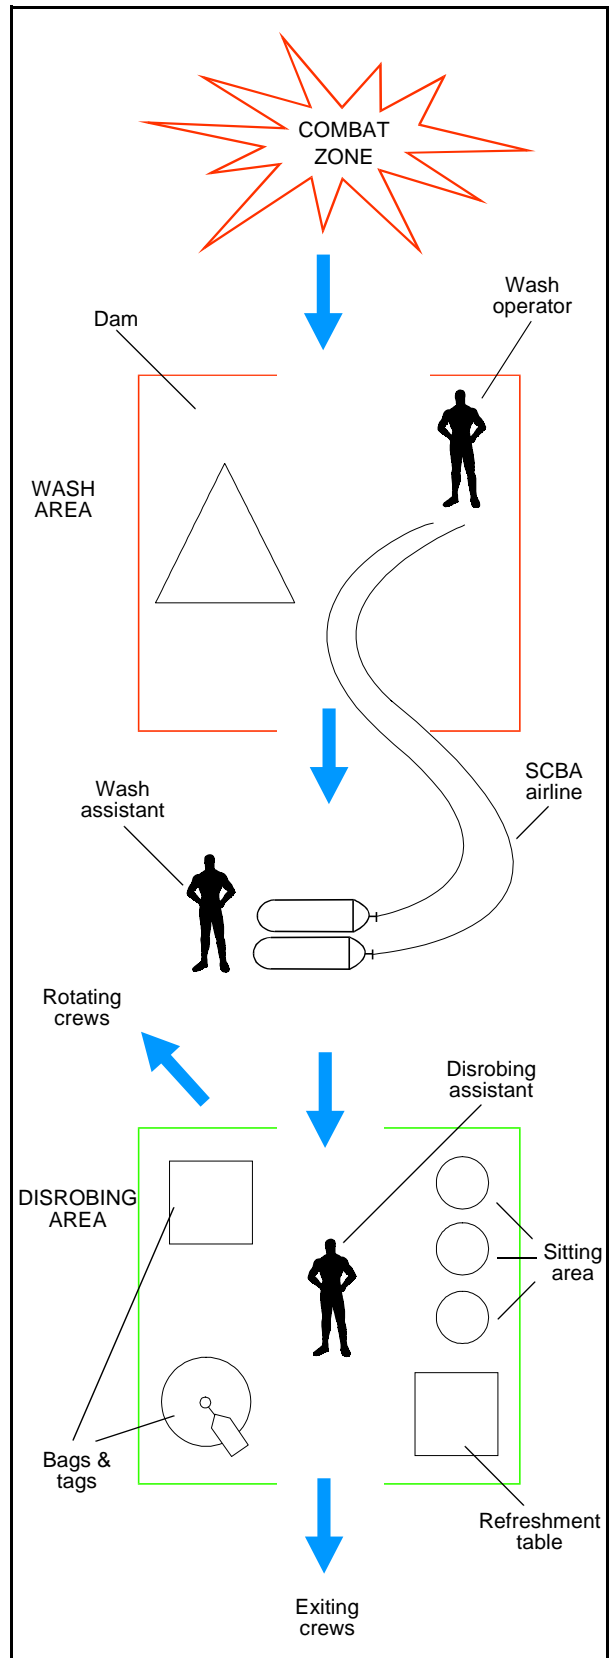 COMBAT
ZONE
Wash
operator
Dam
WASH
AREA
SCBA
airline
Wash
assistant
Rotating
crews
Disrobing
assistant
DISROBING
AREA
Sitting
area
Bags &
tags
Refreshment
table
Exiting
crews